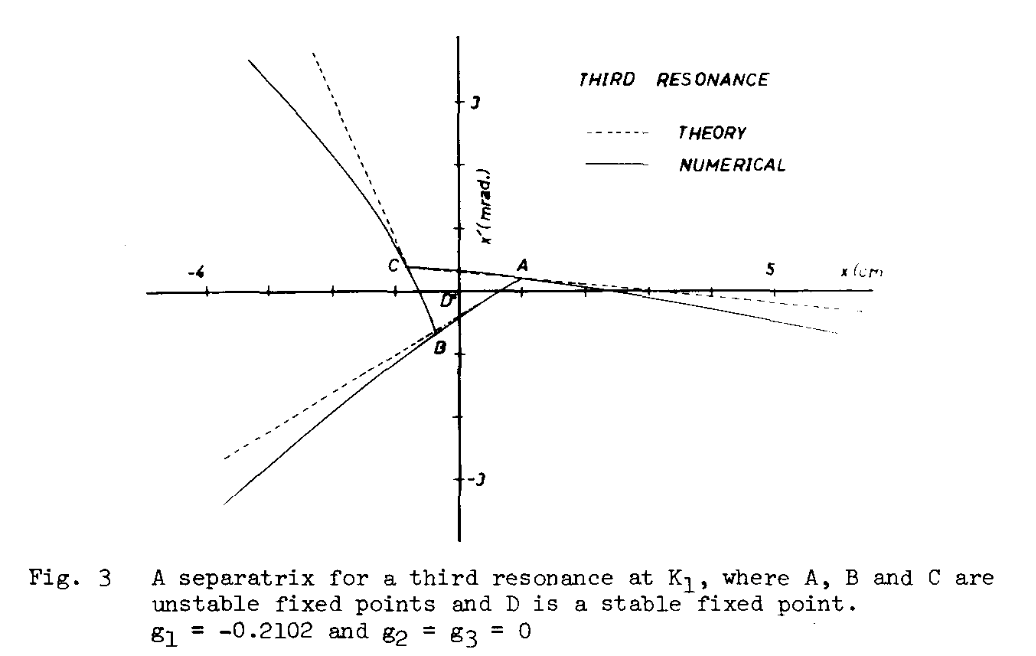 THIRD RESONANCE
3
THEORY
NUMERICAL
x'(mrad.)
C
A
-4
5
x (cm
D
B
-3
Fig. 3 A separatrix for a third resonance at K1, where A, B and C are
unstable fixed points and D is a stable fixed point.
g1 = -0.2102 and g2 = g3 = 0